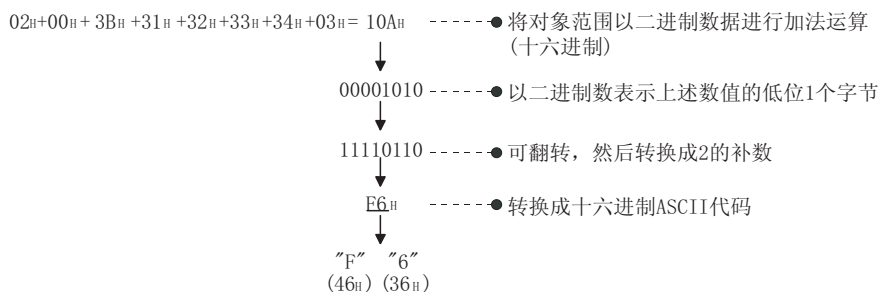 02H+00H+3BH+31H+32H+33H+34H+03H=10AH 将对象范围以二进制数据进行加法运算
(十六进制)
00001010 以二进制数表示上述数值的低位1个字节
11110110 可翻转，然后转换成2的补数
F6H 转换成十六进制ASCII代码
"F" "6"
(46H) (36H)